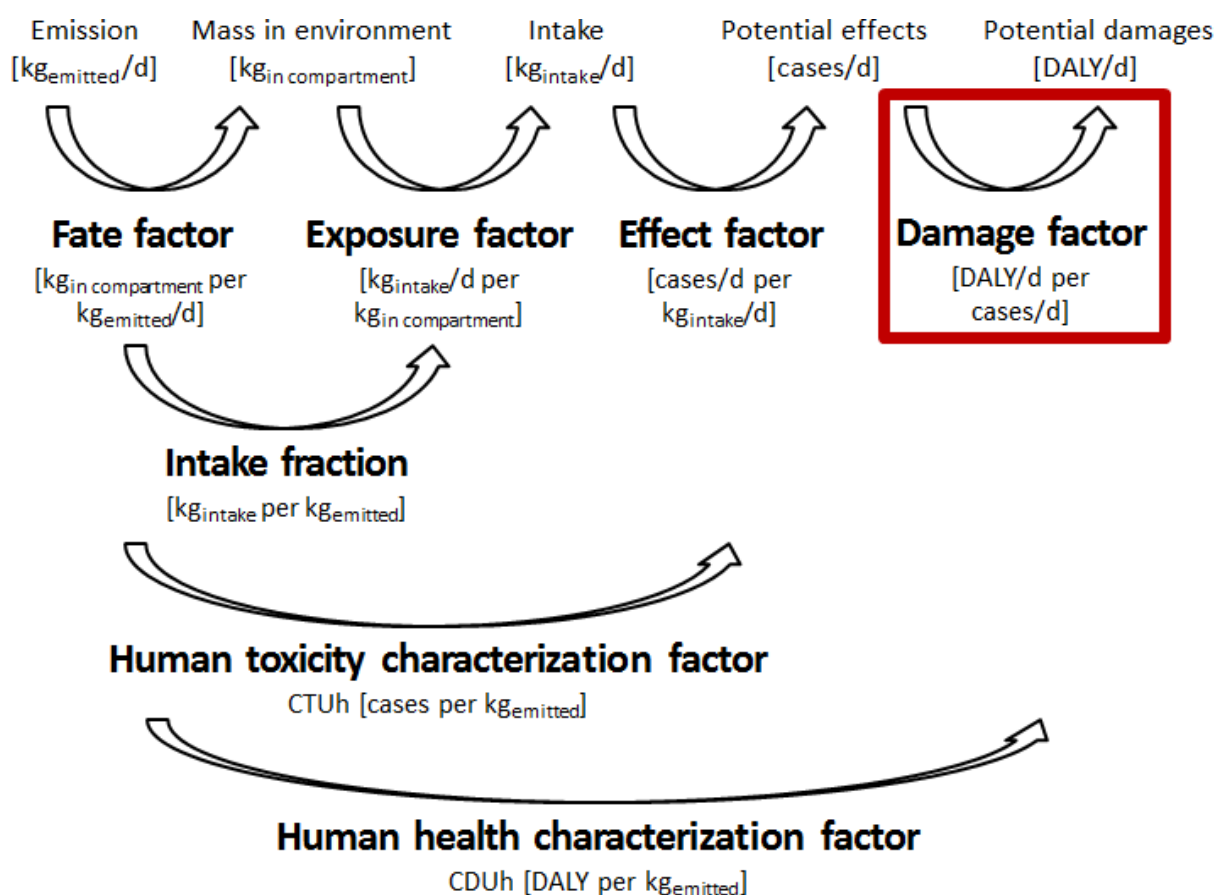 Emission Mass in environment Intake Potential effects Potential damages
[kgemitted/d] [kgin compartment] [kgintake/d] [cases/d] [DALY/d]
Fate factor Exposure factor Effect factor Damage factor
[kgin compartment per [kgintake/d per [cases/d per [DALY/d per
kgemitted/d] kgin compartment] kgintake/d] cases/d]
Intake fraction
[kgintake per kgemitted]
Human toxicity characterization factor
CTUh [cases per kgemitted]
Human health characterization factor
CDUh [DALY per kgemitted]